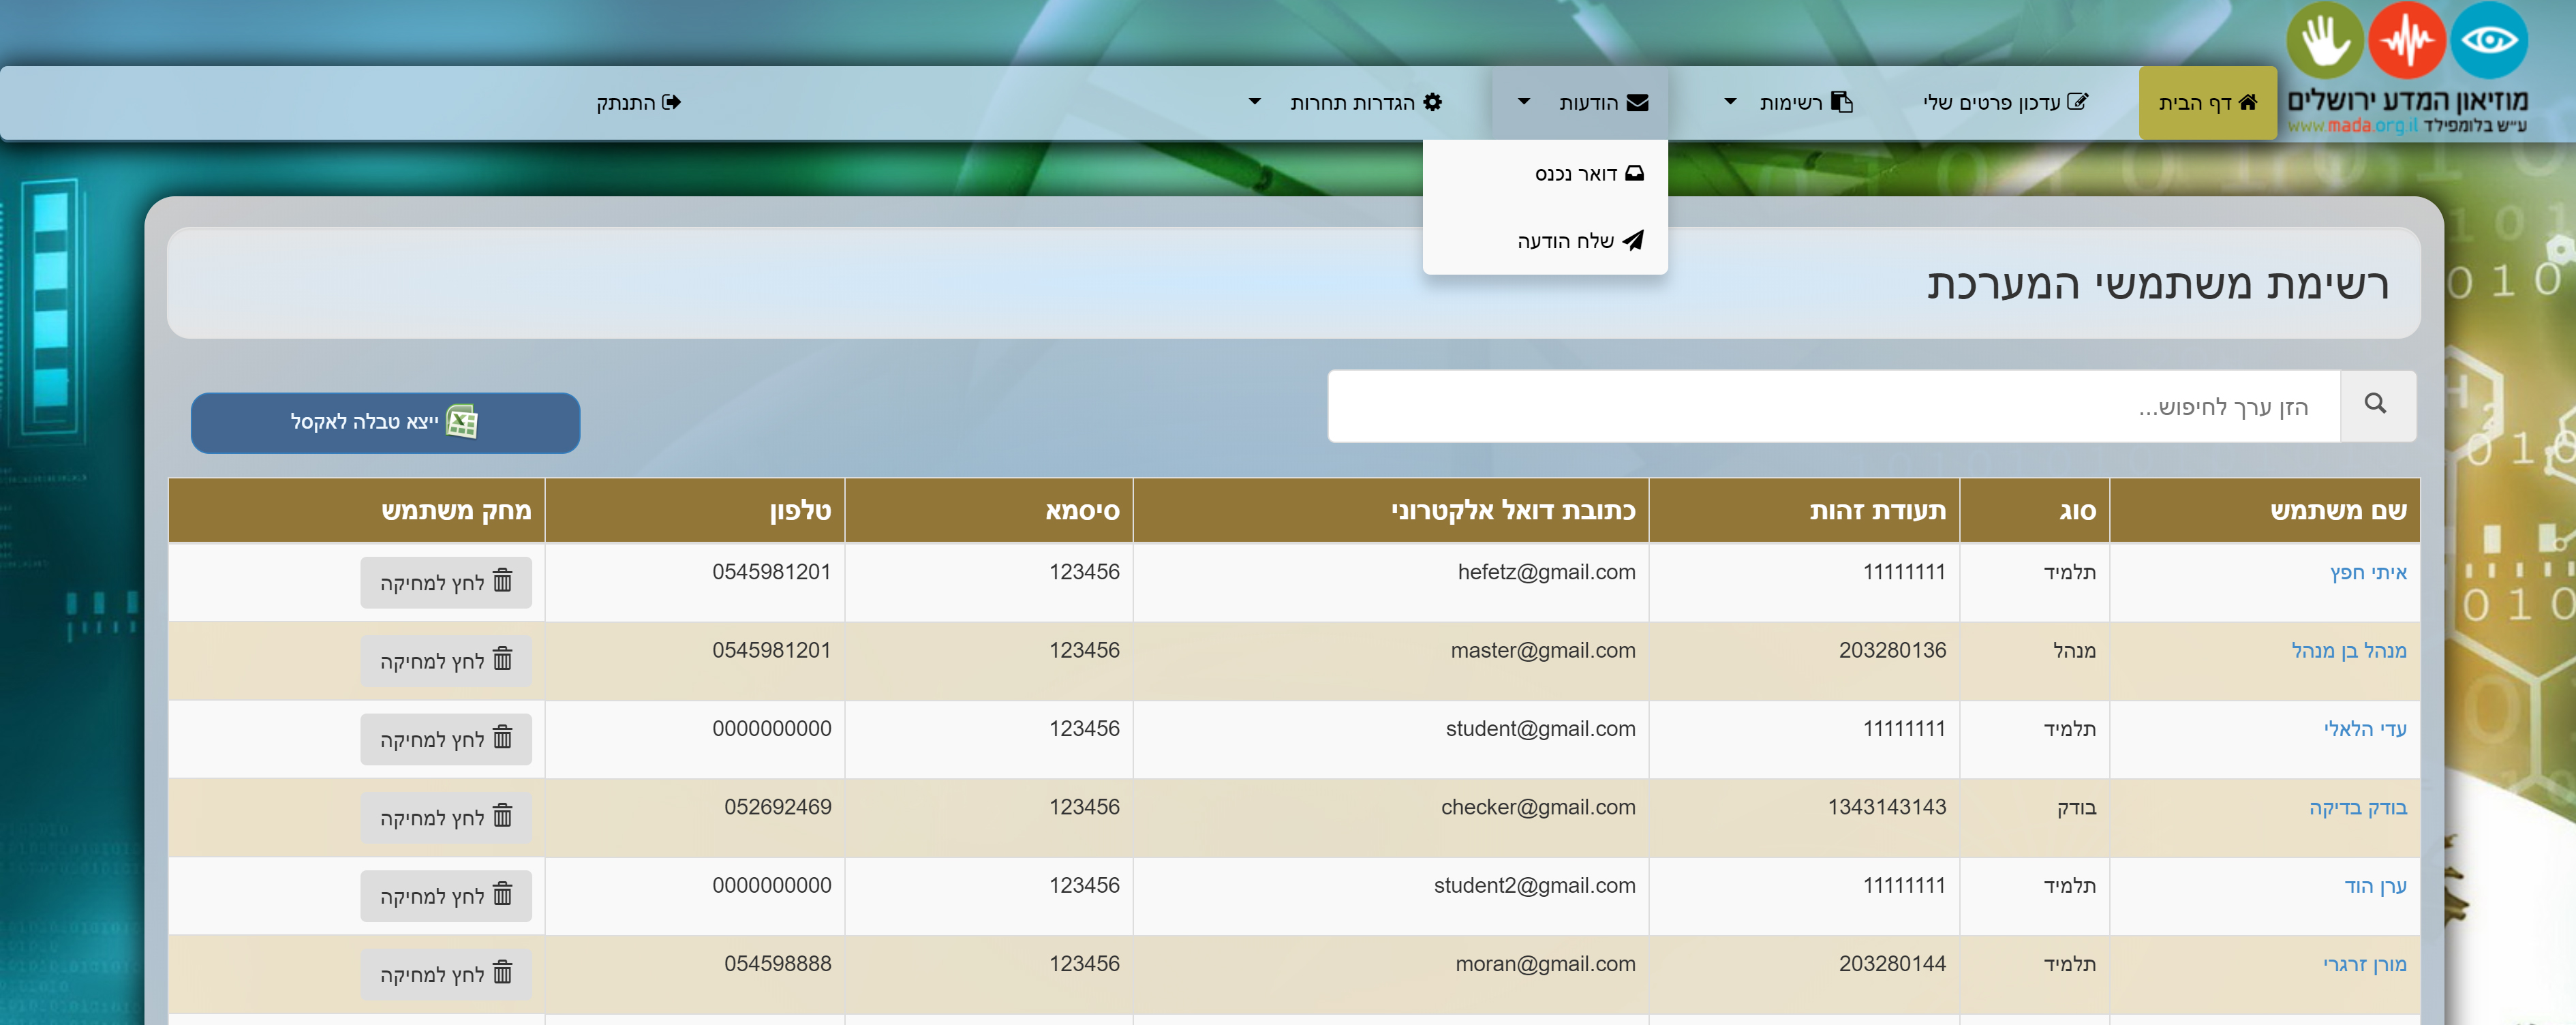 מוזיאון המדע ירושלים
ע״ש בלומפילד www.mada.org.il
דף הבית
עדכון פרטים שלי
רשימות
הודעות
הגדרות תחרות
התנתק
דואר נכנס
שלח הודעה
רשימת משתמשי המערכת
הזן ערך לחיפוש...
ייצא טבלה לאקסל
שם משתמש סוג תעודת זהות כתובת דואל אלקטרוני סיסמא טלפון מחק משתמש
איתי חפץ תלמיד 11111111 hefetz@gmail.com 123456 0545981201 לחץ למחיקה
מנהל בן מנהל מנהל 203280136 master@gmail.com 123456 0545981201 לחץ למחיקה
עדי הלאלי תלמיד 11111111 student@gmail.com 123456 0000000000 לחץ למחיקה
בודק בדיקה בודק 1343143143 checker@gmail.com 123456 052692469 לחץ למחיקה
ערן הוד תלמיד 11111111 student2@gmail.com 123456 0000000000 לחץ למחיקה
מורן זרגרי תלמיד 203280144 moran@gmail.com 123456 054598888 לחץ למחיקה